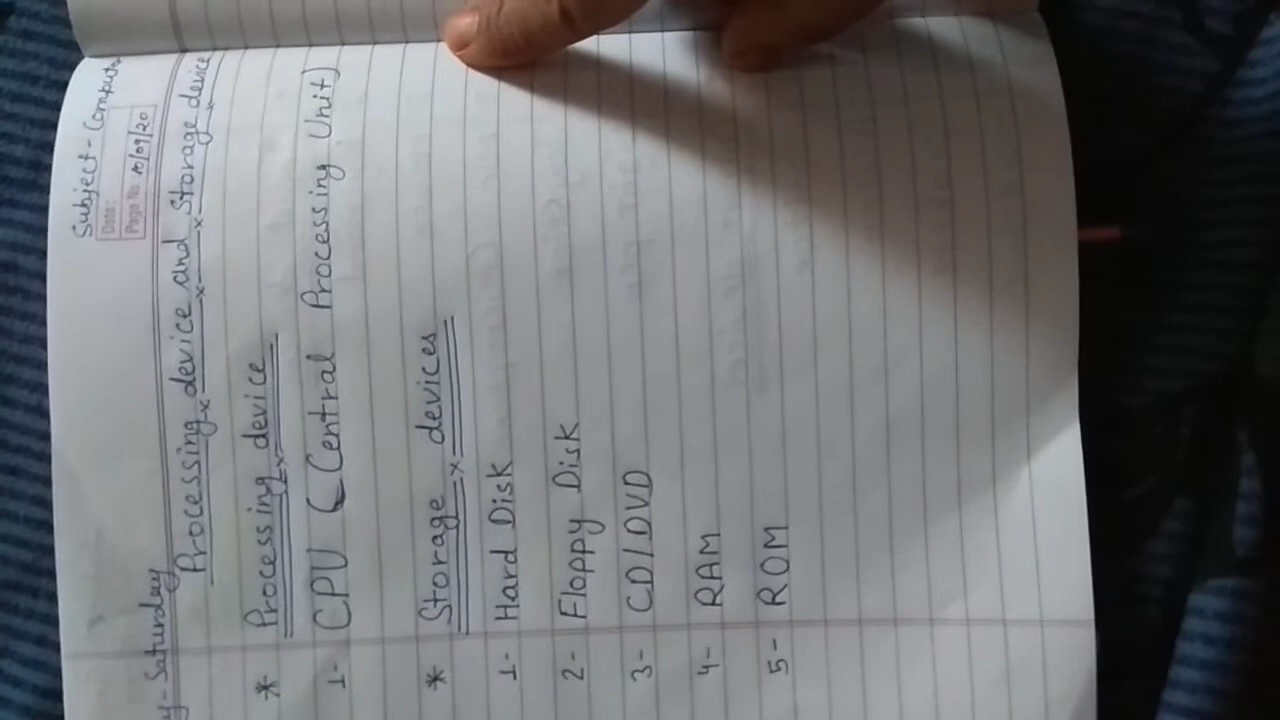 Subject - Compute
Date:
Page No. 10/09/20
y - Saturday
Processing device and Storage device
* Processing device
1- CPU (Central Processing Unit)
* Storage devices
1- Hard Disk
2- Floppy Disk
3- CD/DVD
4- RAM
5- ROM